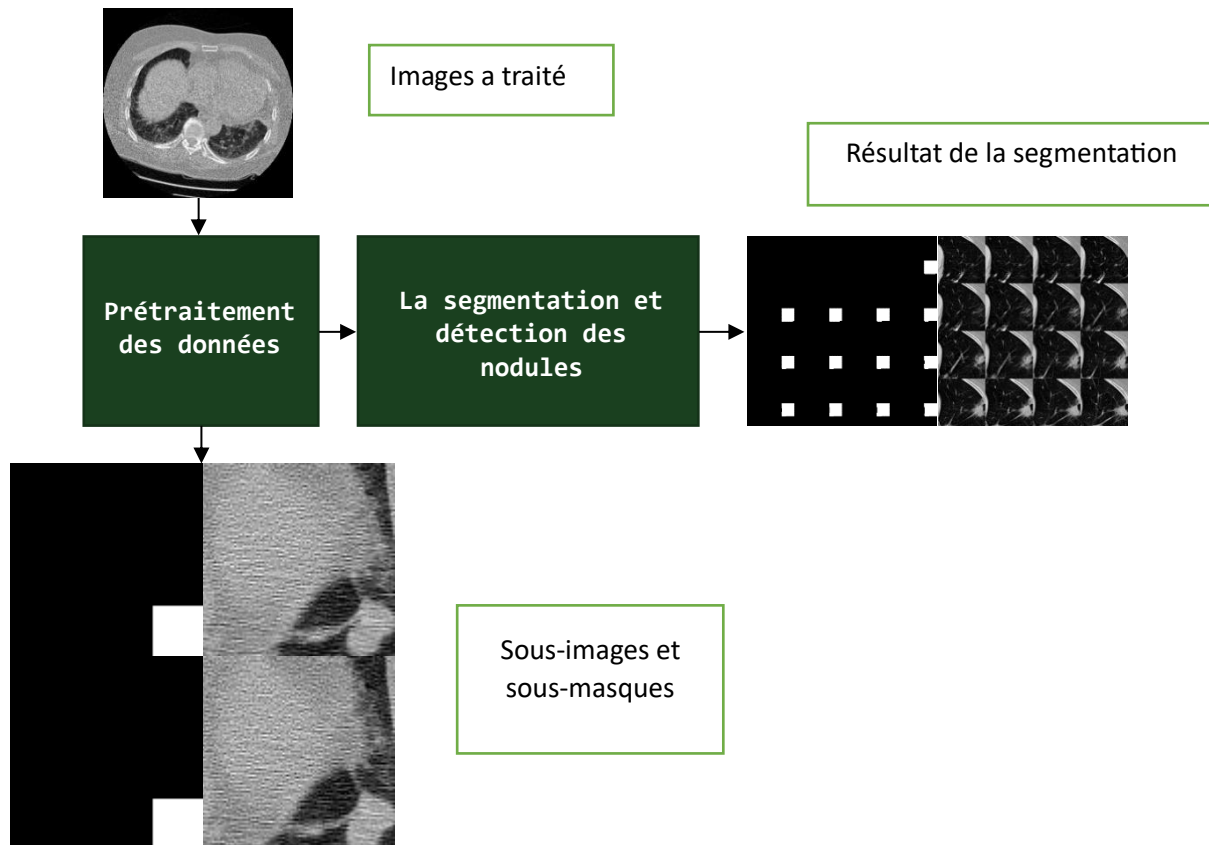 Images a traité
Résultat de la segmentation
Prétraitement
des données
La segmentation et
détection des
nodules
Sous-images et
sous-masques